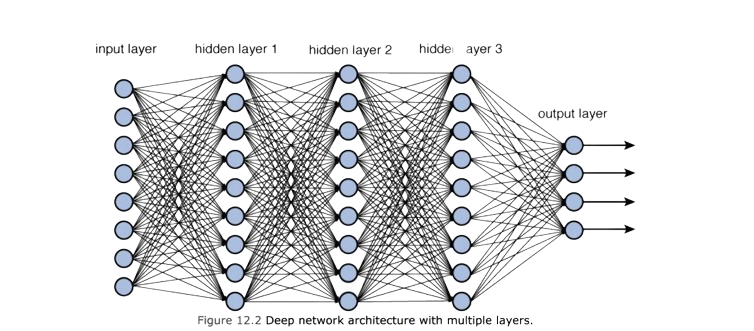 input layer
hidden layer 1
hidden layer 2
hidde ayer 3
output layer
Figure 12.2 Deep network architecture with multiple layers.